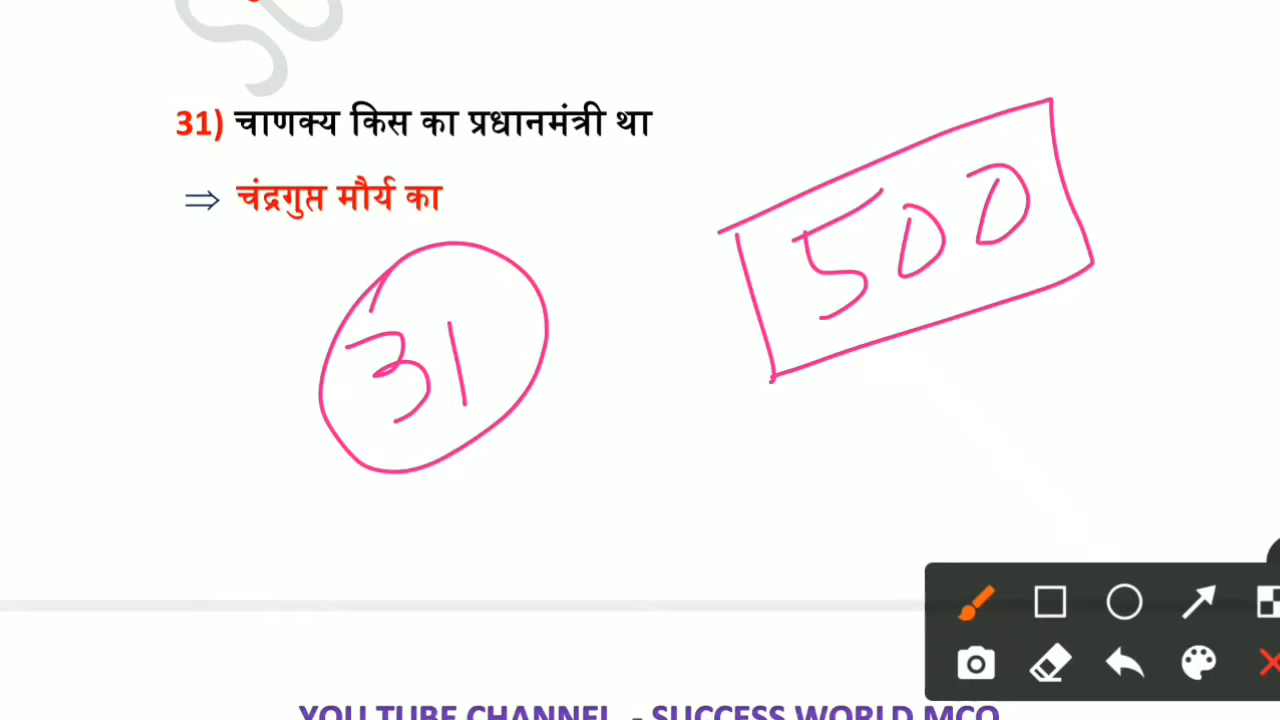 31) चाणक्य किस का प्रधानमंत्री था
⇒ चंद्रगुप्त मौर्य का
500
31
YOU TUBE CHANNEL - SUCCESS WORLD MCQ